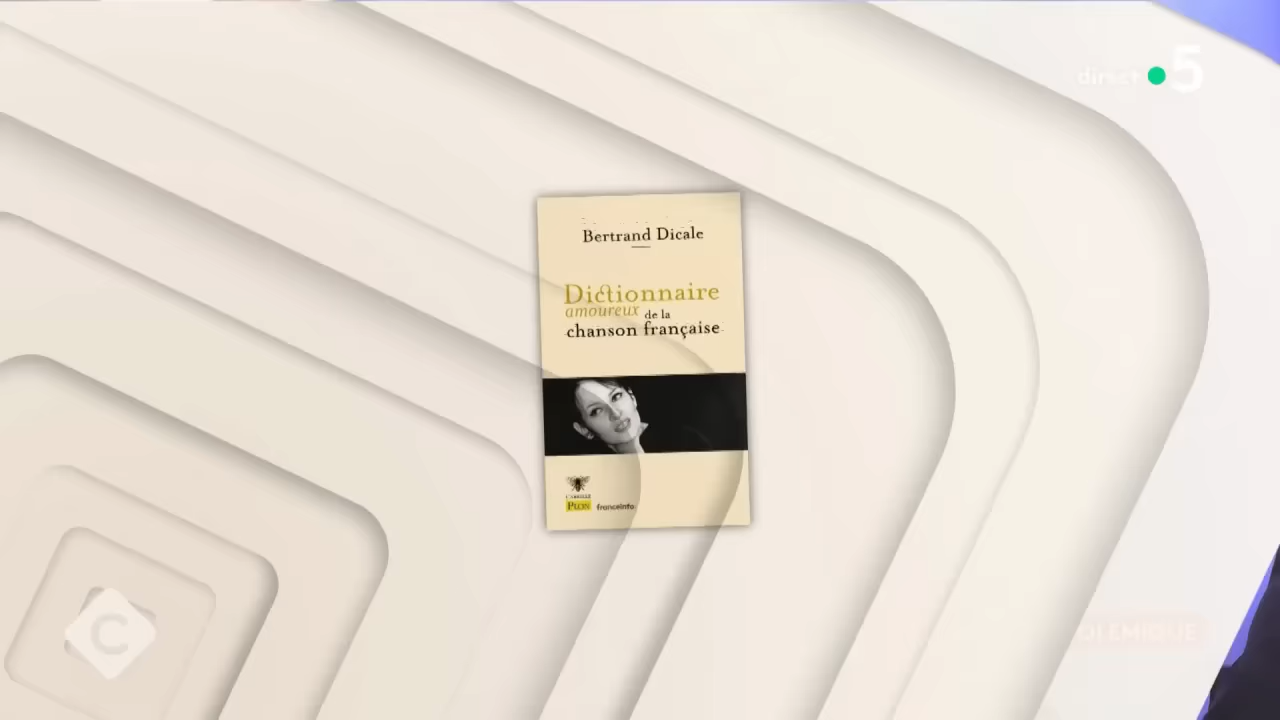 direct 5
Bertrand Dicale
Dictionnaire
amoureux de la
chanson française
PLON franceinfo
C